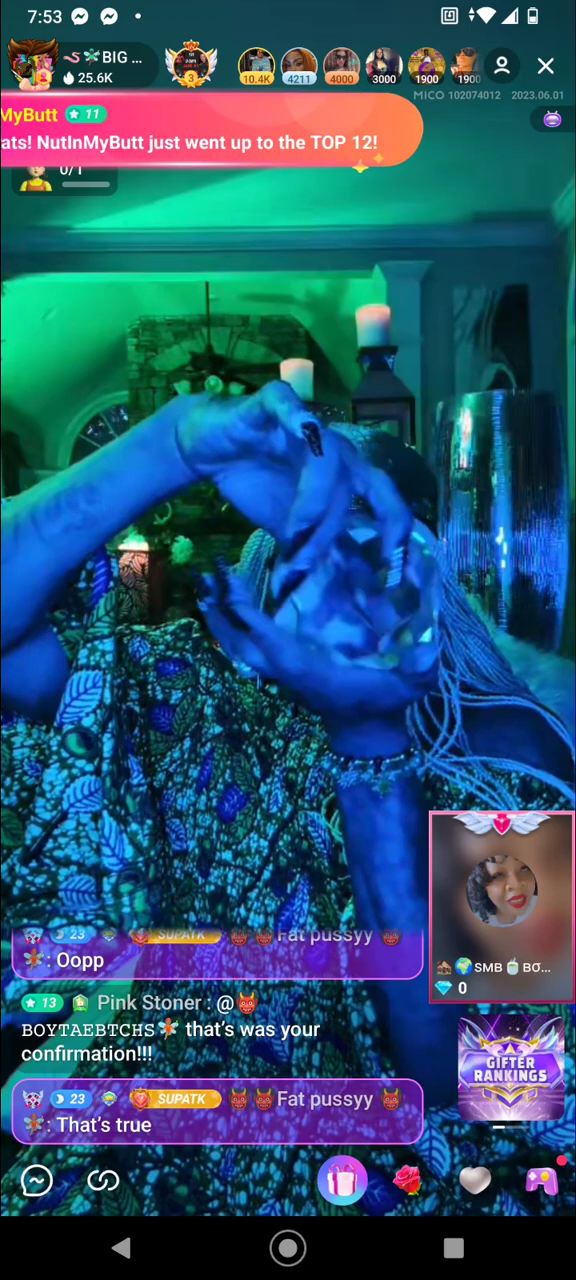 7:53
BIG ...
25.6K
3
10.4K
4211
4000
3000
1900
1900
MICO 102074012 2023.06.01
MyButt 11
ats! NutInMyButt just went up to the TOP 12!
0/1
23 SUPATK Fat pussyy
: Oopp
13 Pink Stoner : @
BOYTAEBTCHS that's was your
confirmation!!!
SMB BO...
0
GIFTER
RANKINGS
23 SUPATK Fat pussyy
: That's true